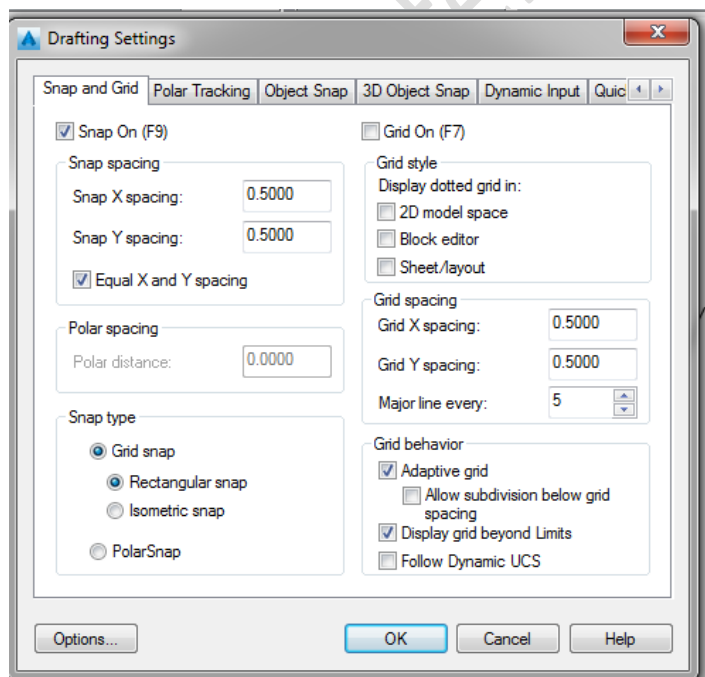 Drafting Settings
Snap and Grid Polar Tracking Object Snap 3D Object Snap Dynamic Input Quic
Snap On (F9)
Snap spacing
Snap X spacing: 0.5000
Snap Y spacing: 0.5000
Equal X and Y spacing
Polar spacing
Polar distance: 0.0000
Snap type
Grid snap
Rectangular snap
Isometric snap
PolarSnap
Grid On (F7)
Grid style
Display dotted grid in:
2D model space
Block editor
Sheet/layout
Grid spacing
Grid X spacing: 0.5000
Grid Y spacing: 0.5000
Major line every: 5
Grid behavior
Adaptive grid
Allow subdivision below grid
spacing
Display grid beyond Limits
Follow Dynamic UCS
Options... OK Cancel Help